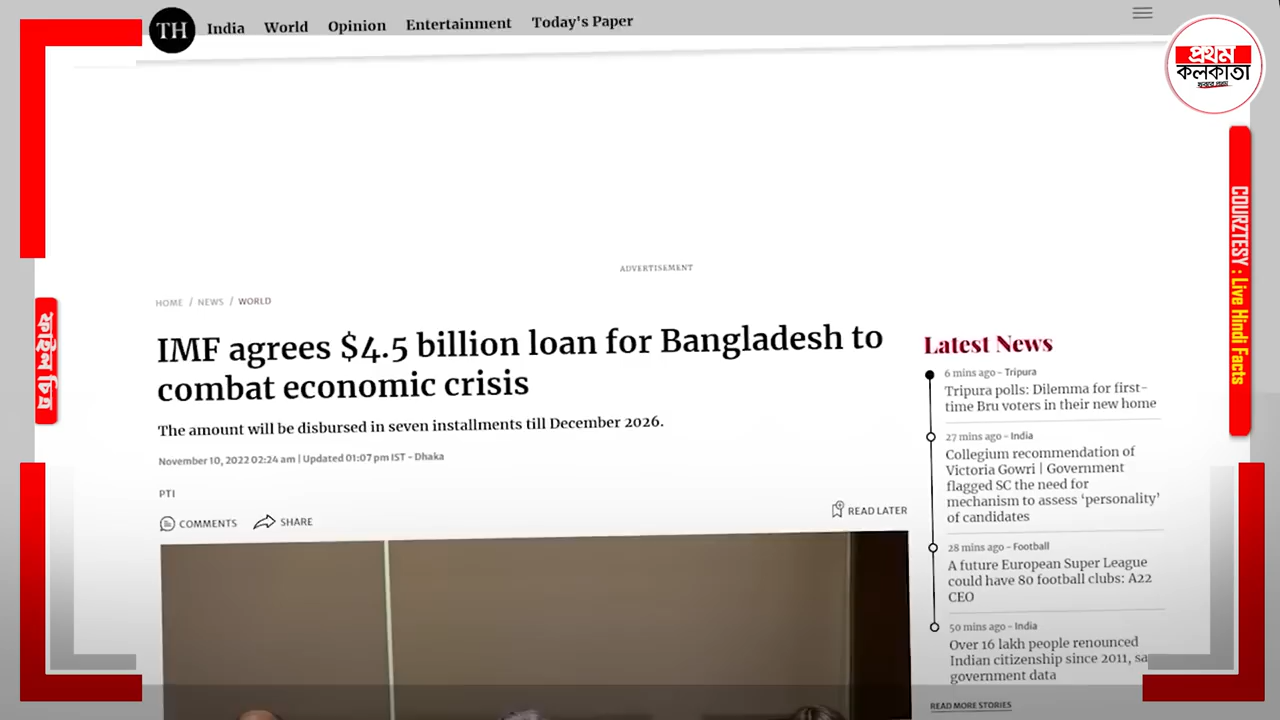 TH
India World Opinion Entertainment Today's Paper
প্রথম
কলকাতা
ADVERTISEMENT
HOME / NEWS / WORLD
IMF agrees $4.5 billion loan for Bangladesh to
combat economic crisis
The amount will be disbursed in seven installments till December 2026.
November 10, 2022 02:24 am | Updated 01:07 pm IST - Dhaka
PTI
COMMENTS SHARE
READ LATER
Latest News
6 mins ago - Tripura
Tripura polls: Dilemma for first-
time Bru voters in their new home
27 mins ago - India
Collegium recommendation of
Victoria Gowri | Government
flagged SC the need for
mechanism to assess ‘personality’
of candidates
28 mins ago - Football
A future European Super League
could have 80 football clubs: A22
CEO
50 mins ago - India
Over 16 lakh people renounced
Indian citizenship since 2011, sa
government data
READ MORE STORIES
ফাইল চিত্র
COURZTESY : Live Hindi Facts